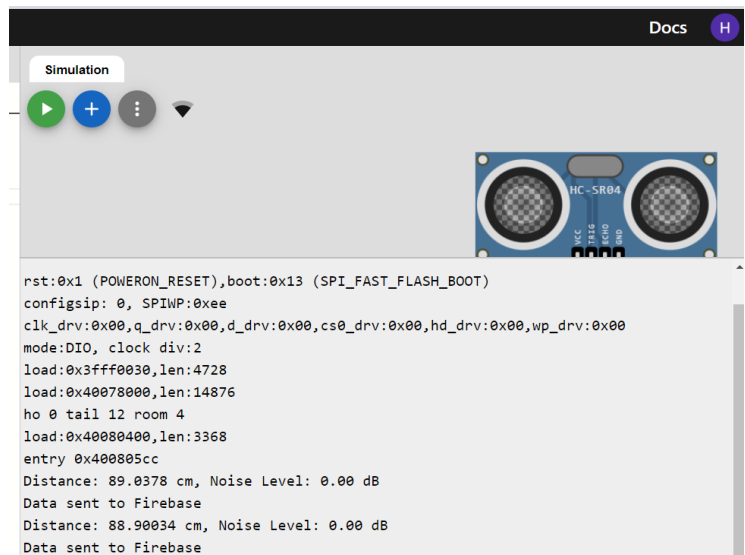 Docs
H
Simulation
HC-SR04
VCC
TRIG
ECHO
GND
rst:0x1 (POWERON_RESET),boot:0x13 (SPI_FAST_FLASH_BOOT)
configsip: 0, SPIWP:0xee
clk_drv:0x00,q_drv:0x00,d_drv:0x00,cs0_drv:0x00,hd_drv:0x00,wp_drv:0x00
mode:DIO, clock div:2
load:0x3fff0030,len:4728
load:0x40078000,len:14876
ho 0 tail 12 room 4
load:0x40080400,len:3368
entry 0x400805cc
Distance: 89.0378 cm, Noise Level: 0.00 dB
Data sent to Firebase
Distance: 88.90034 cm, Noise Level: 0.00 dB
Data sent to Firebase